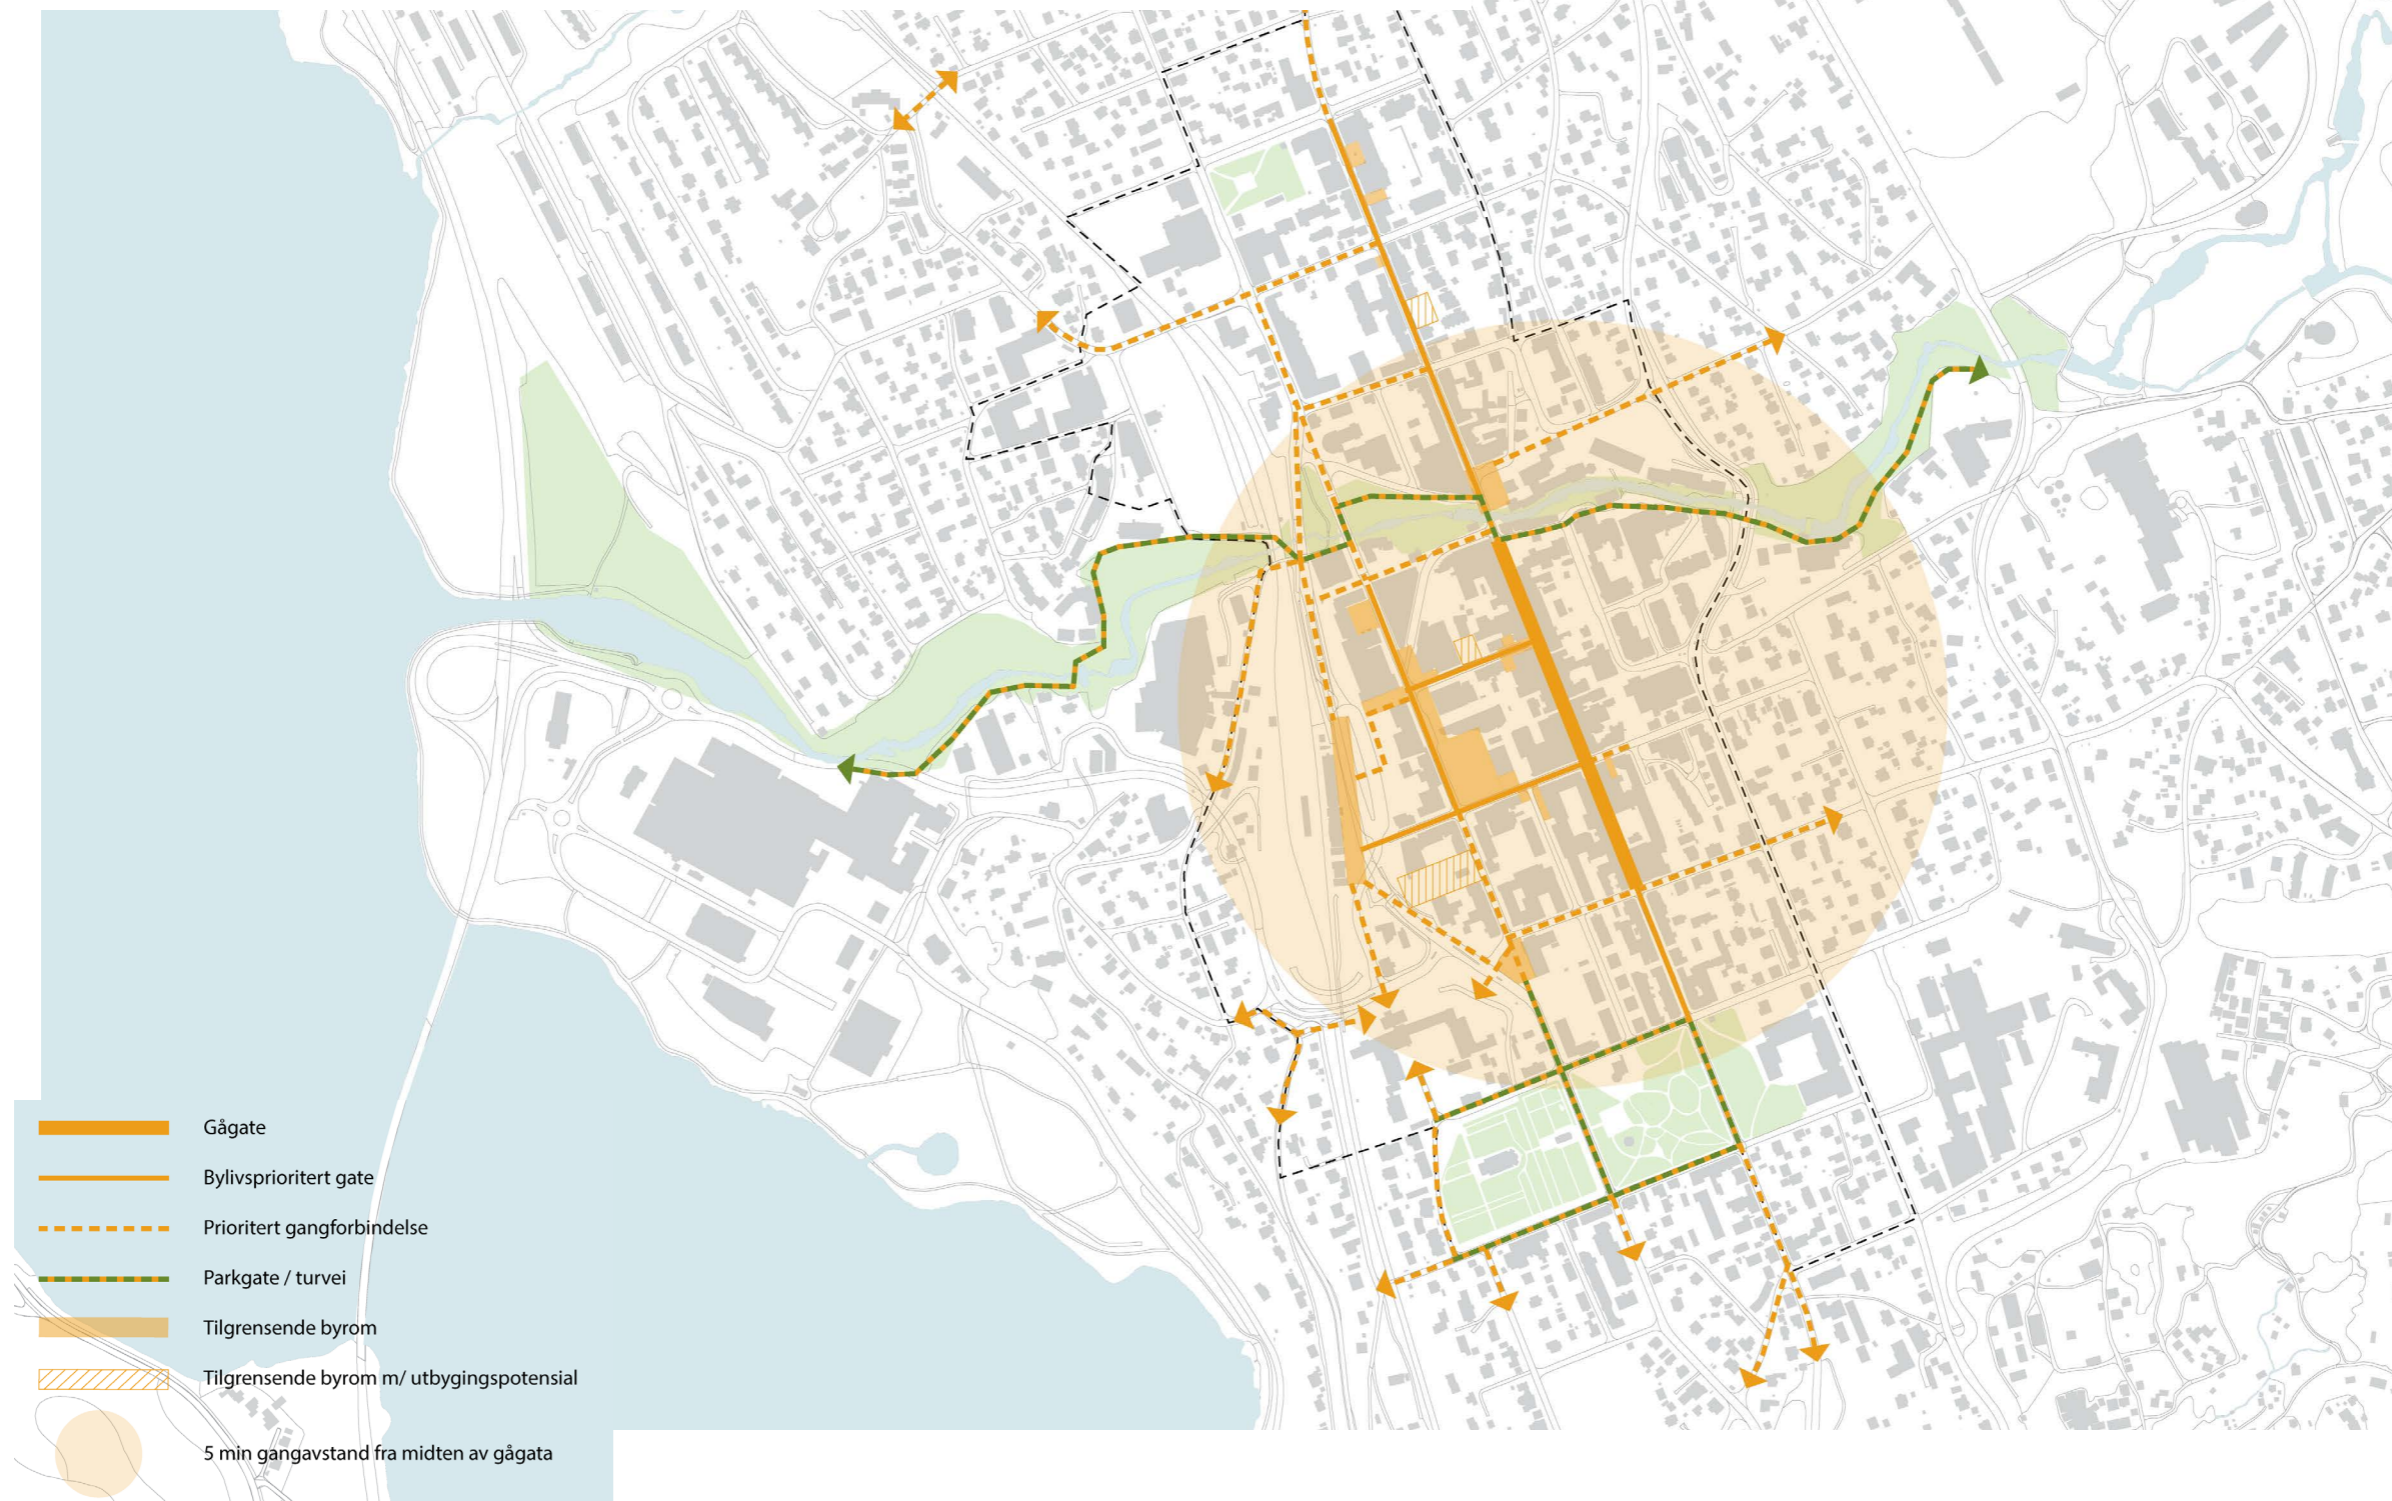 Gågate
Bylivsprioritert gate
Prioritert gangforbindelse
Parkgate / turvei
Tilgrensende byrom
Tilgrensende byrom m/ utbygingspotensial
5 min gangavstand fra midten av gågata